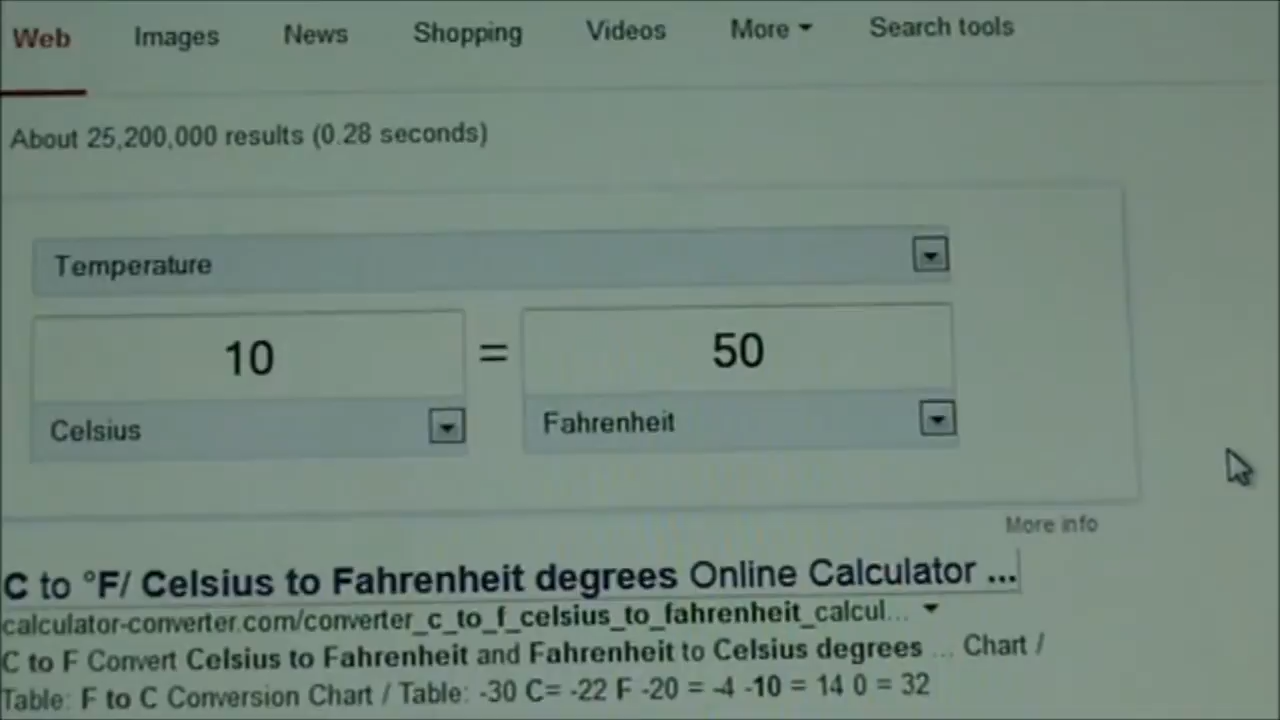 Web Images News Shopping Videos More Search tools
About 25,200,000 results (0.28 seconds)
Temperature
10 = 50
Celsius Fahrenheit
More info
C to °F/ Celsius to Fahrenheit degrees Online Calculator ...
calculator-converter.com/converter_c_to_f_celsius_to_fahrenheit_calcul...
C to F Convert Celsius to Fahrenheit and Fahrenheit to Celsius degrees ... Chart /
Table: F to C Conversion Chart / Table: -30 C= -22 F -20 = -4 -10 = 14 0 = 32